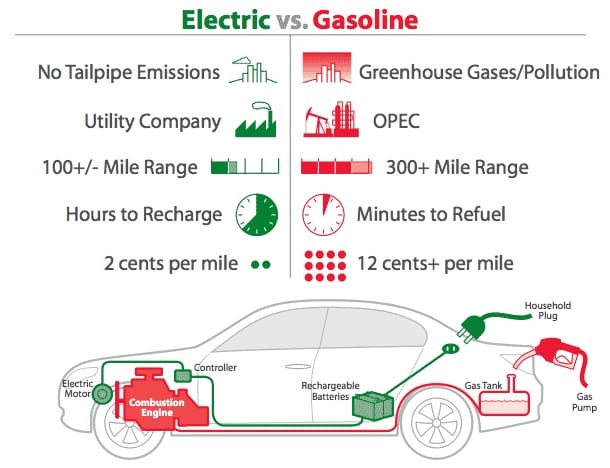 Electric vs. Gasoline
No Tailpipe Emissions
Greenhouse Gases/Pollution
Utility Company
OPEC
100+/- Mile Range
300+ Mile Range
Hours to Recharge
Minutes to Refuel
2 cents per mile
12 cents+ per mile
Household
Plug
Controller
Electric
Motor
Combustion
Engine
Rechargeable
Batteries
Gas Tank
Gas
Pump